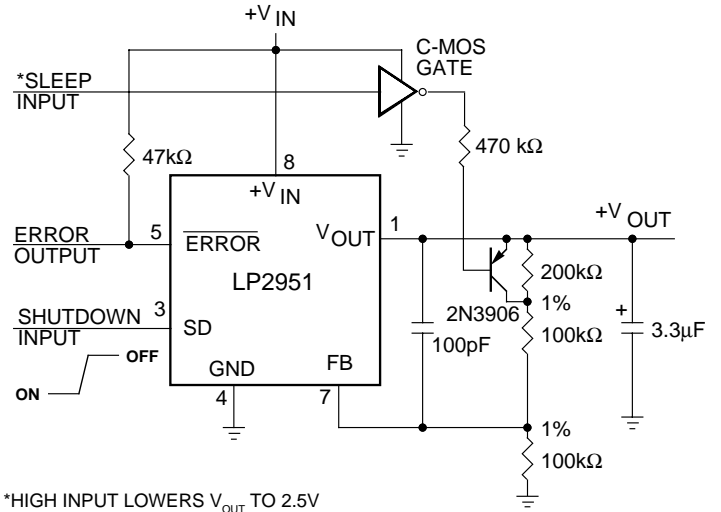 +V IN
C-MOS
GATE
*SLEEP
INPUT
470 kΩ
47kΩ
8
+V IN
ERROR
OUTPUT
5
ERROR
V OUT
1
+V OUT
LP2951
200kΩ
3
SHUTDOWN
INPUT
SD
2N3906
1%
100kΩ
100pF
+
3.3µF
OFF
ON
GND
FB
4
7
1%
100kΩ
*HIGH INPUT LOWERS VOUT TO 2.5V